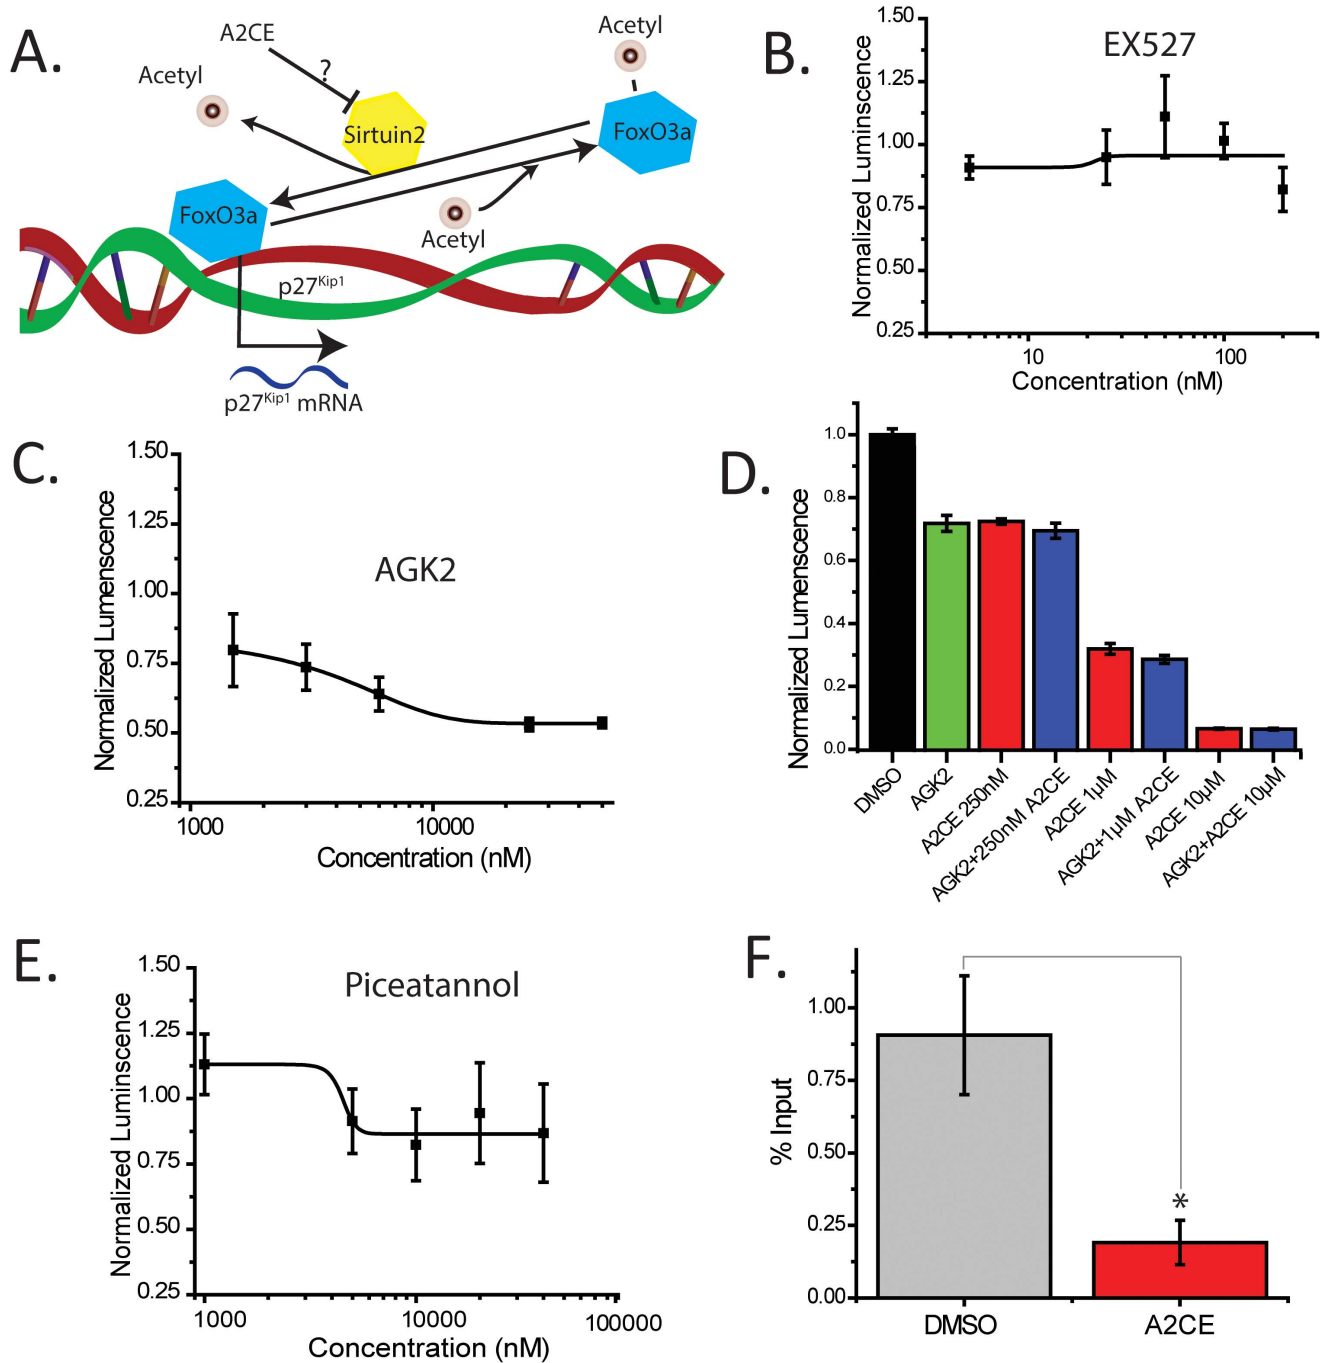 A.
A2CE
?
Acetyl
Acetyl
Sirtuin2
FoxO3a
FoxO3a
Acetyl
p27Kip1
p27Kip1 mRNA
B.
EX527
Normalized Luminscence
1.50
1.25
1.00
0.75
0.50
0.25
10
100
Concentration (nM)
C.
AGK2
Normalized Lumenscence
1.50
1.25
1.00
0.75
0.50
0.25
1000
10000
Concentration (nM)
D.
Normalized Lumenscence
1.0
0.8
0.6
0.4
0.2
0.0
DMSO
AGK2
A2CE 250nM
AGK2+250nM A2CE
A2CE 1µM
AGK2+1µM A2CE
A2CE 10µM
AGK2+A2CE 10µM
E.
Piceatannol
Normalized Luminscence
1.50
1.25
1.00
0.75
0.50
0.25
1000
10000
100000
Concentration (nM)
F.
% Input
1.00
0.75
0.50
0.25
0.00
*
DMSO
A2CE